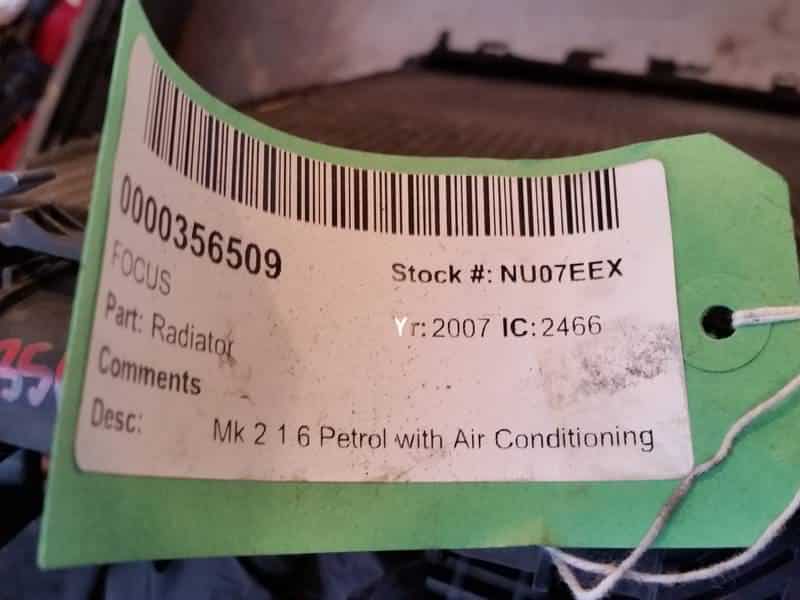 0000356509
FOCUS
Stock #: NU07EEX
Part: Radiator
Yr: 2007 IC: 2466
Comments
Desc: Mk 2 1 6 Petrol with Air Conditioning